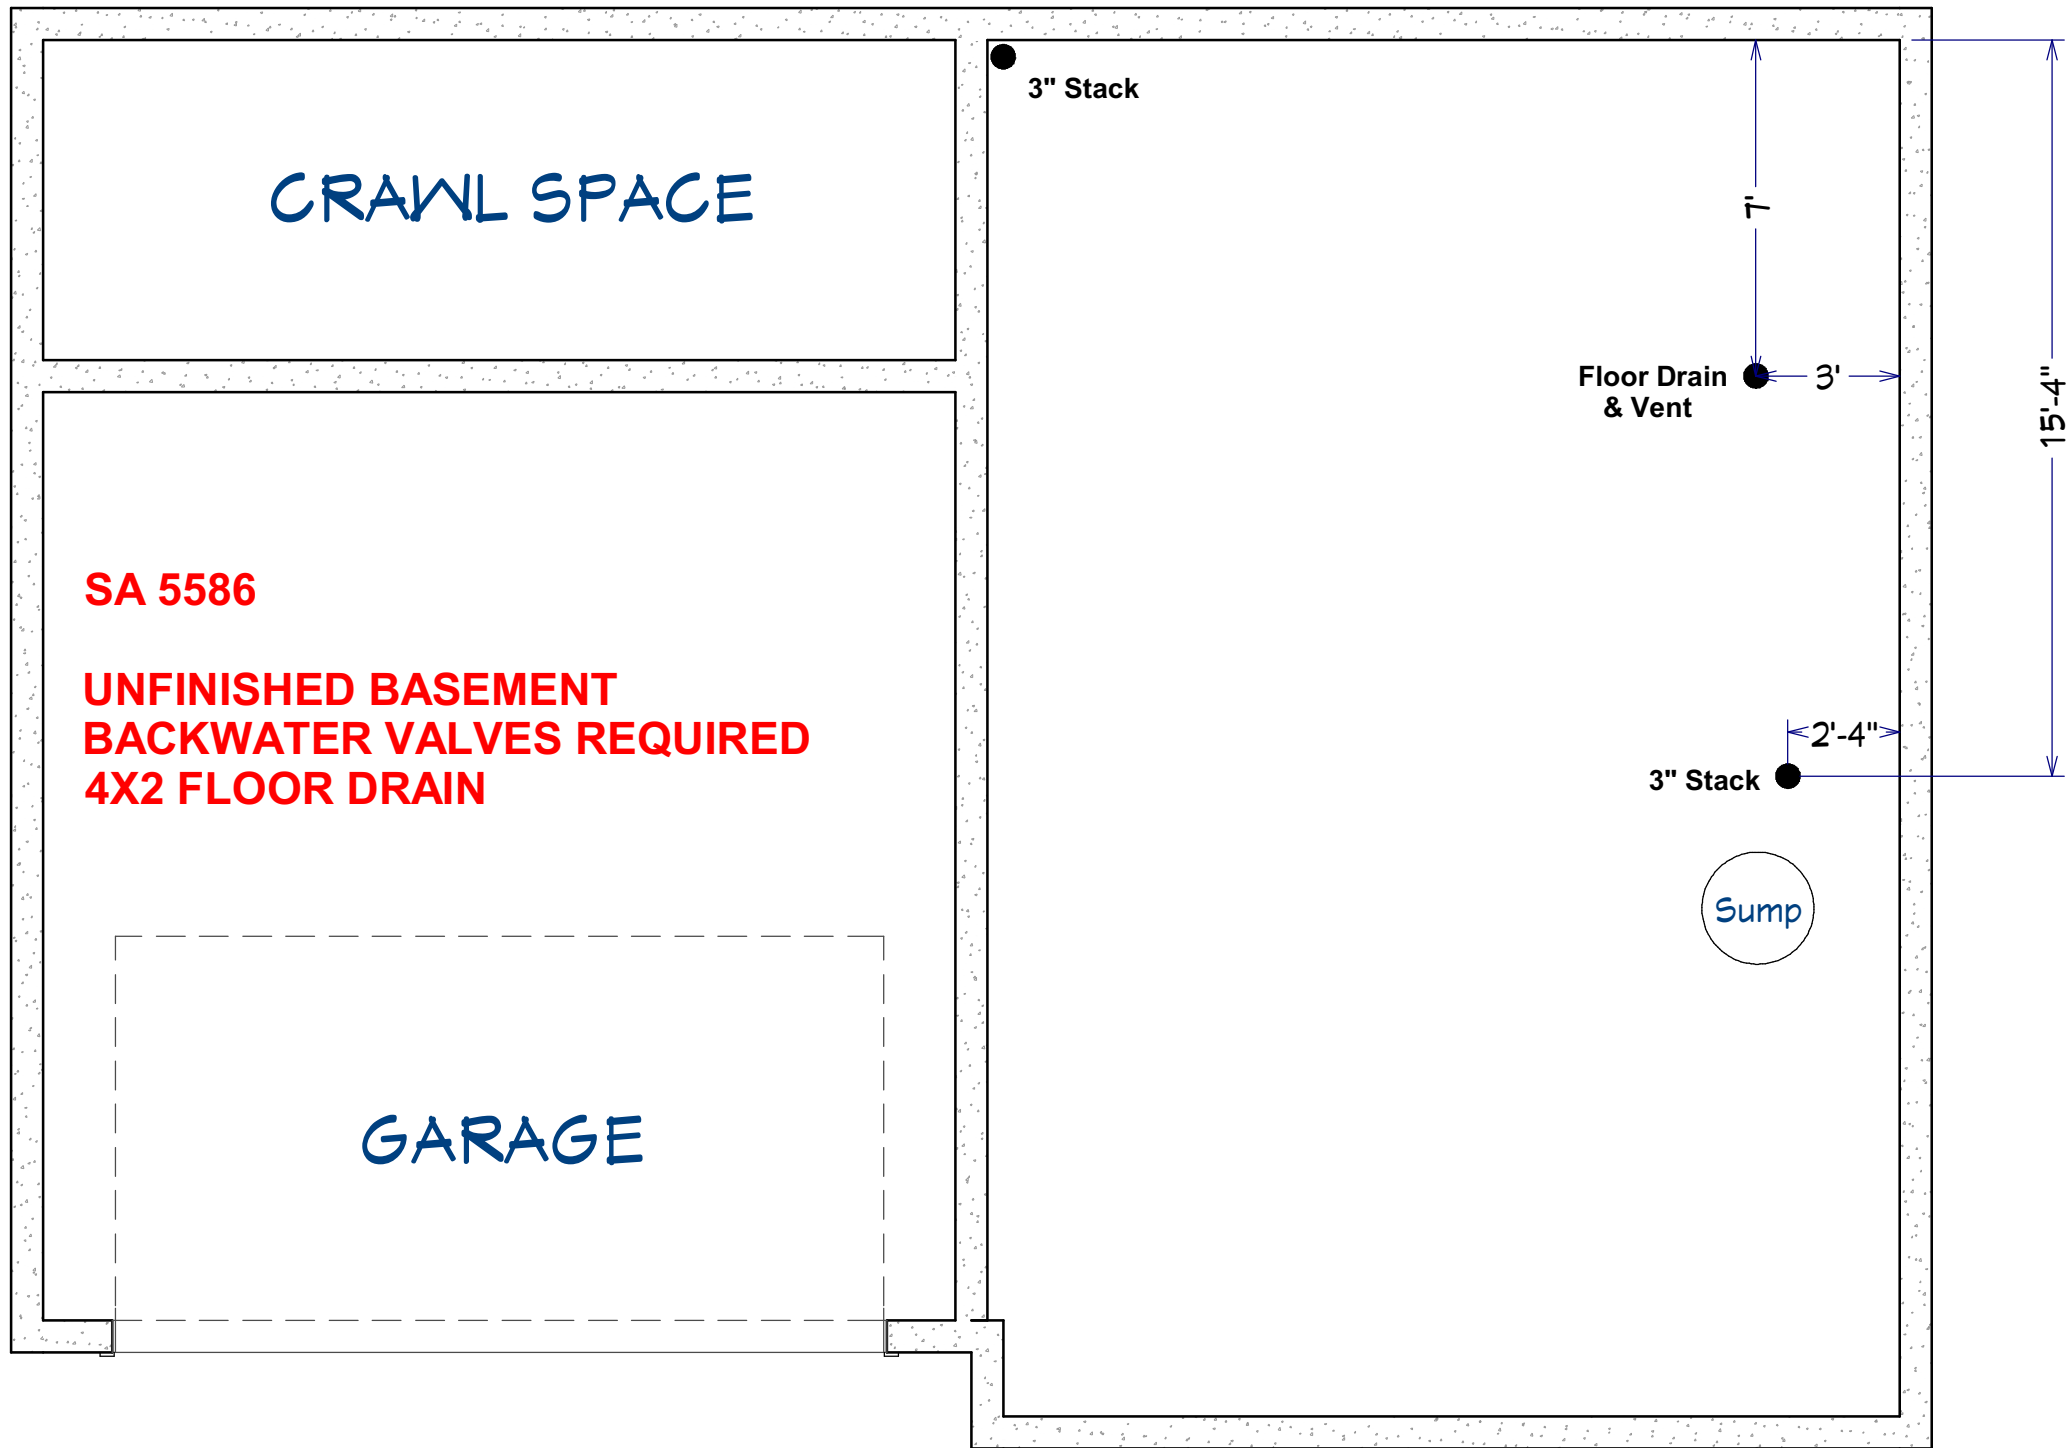 3" Stack
CRAWL SPACE
7'
Floor Drain
& Vent
3'
15'-4"
SA 5586
UNFINISHED BASEMENT
BACKWATER VALVES REQUIRED
4X2 FLOOR DRAIN
2'-4"
3" Stack
Sump
GARAGE